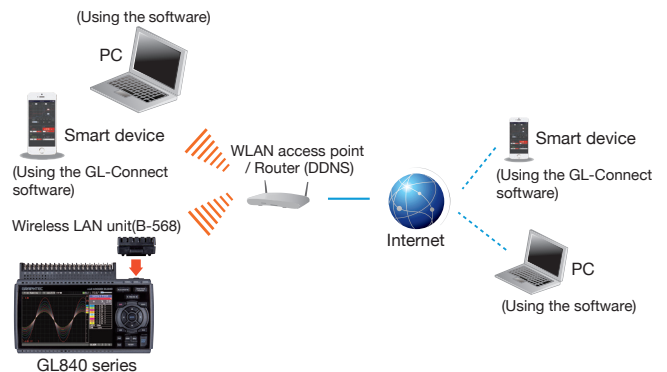 (Using the software)
PC
Smart device
(Using the GL-Connect
software)
WLAN access point
/ Router (DDNS)
Wireless LAN unit(B-568)
GL840 series
Internet
Smart device
(Using the GL-Connect
software)
PC
(Using the software)
GRAPHTEC